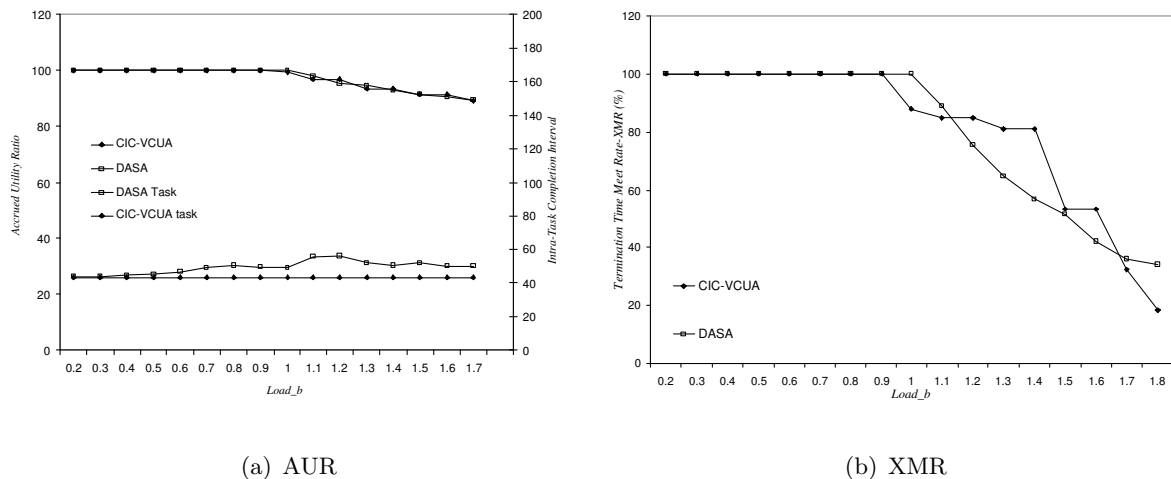 120
100
80
60
40
20
0
Accrued Utility Ratio
CIC-VCUA
DASA
DASA Task
CIC-VCUA task
200
180
160
140
120
100
80
60
40
20
0
Intra-Task Completion Interval
0.2 0.3 0.4 0.5 0.6 0.7 0.8 0.9 1 1.1 1.2 1.3 1.4 1.5 1.6 1.7
Load_b
(a) AUR
120
100
80
60
40
20
0
Termination Time Meet Rate-XMR (%)
CIC-VCUA
DASA
0.2 0.3 0.4 0.5 0.6 0.7 0.8 0.9 1 1.1 1.2 1.3 1.4 1.5 1.6 1.7 1.8
Load_b
(b) XMR